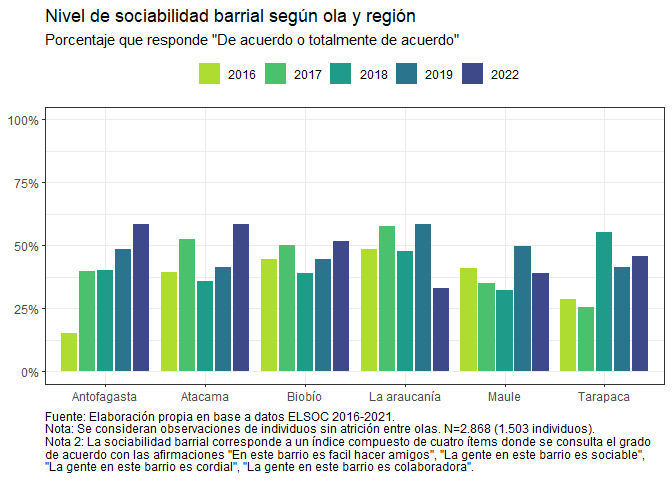 Nivel de sociabilidad barrial según ola y región
Porcentaje que responde "De acuerdo o totalmente de acuerdo"
2016 2017 2018 2019 2022
100%
75%
50%
25%
0%
Antofagasta Atacama Biobío La araucanía Maule Tarapaca
Fuente: Elaboración propia en base a datos ELSOC 2016-2021.
Nota: Se consideran observaciones de individuos sin atrición entre olas. N=2.868 (1.503 individuos).
Nota 2: La sociabilidad barrial corresponde a un índice compuesto de cuatro ítems donde se consulta el grado
de acuerdo con las afirmaciones "En este barrio es facil hacer amigos", "La gente en este barrio es sociable",
"La gente en este barrio es cordial", "La gente en este barrio es colaboradora".